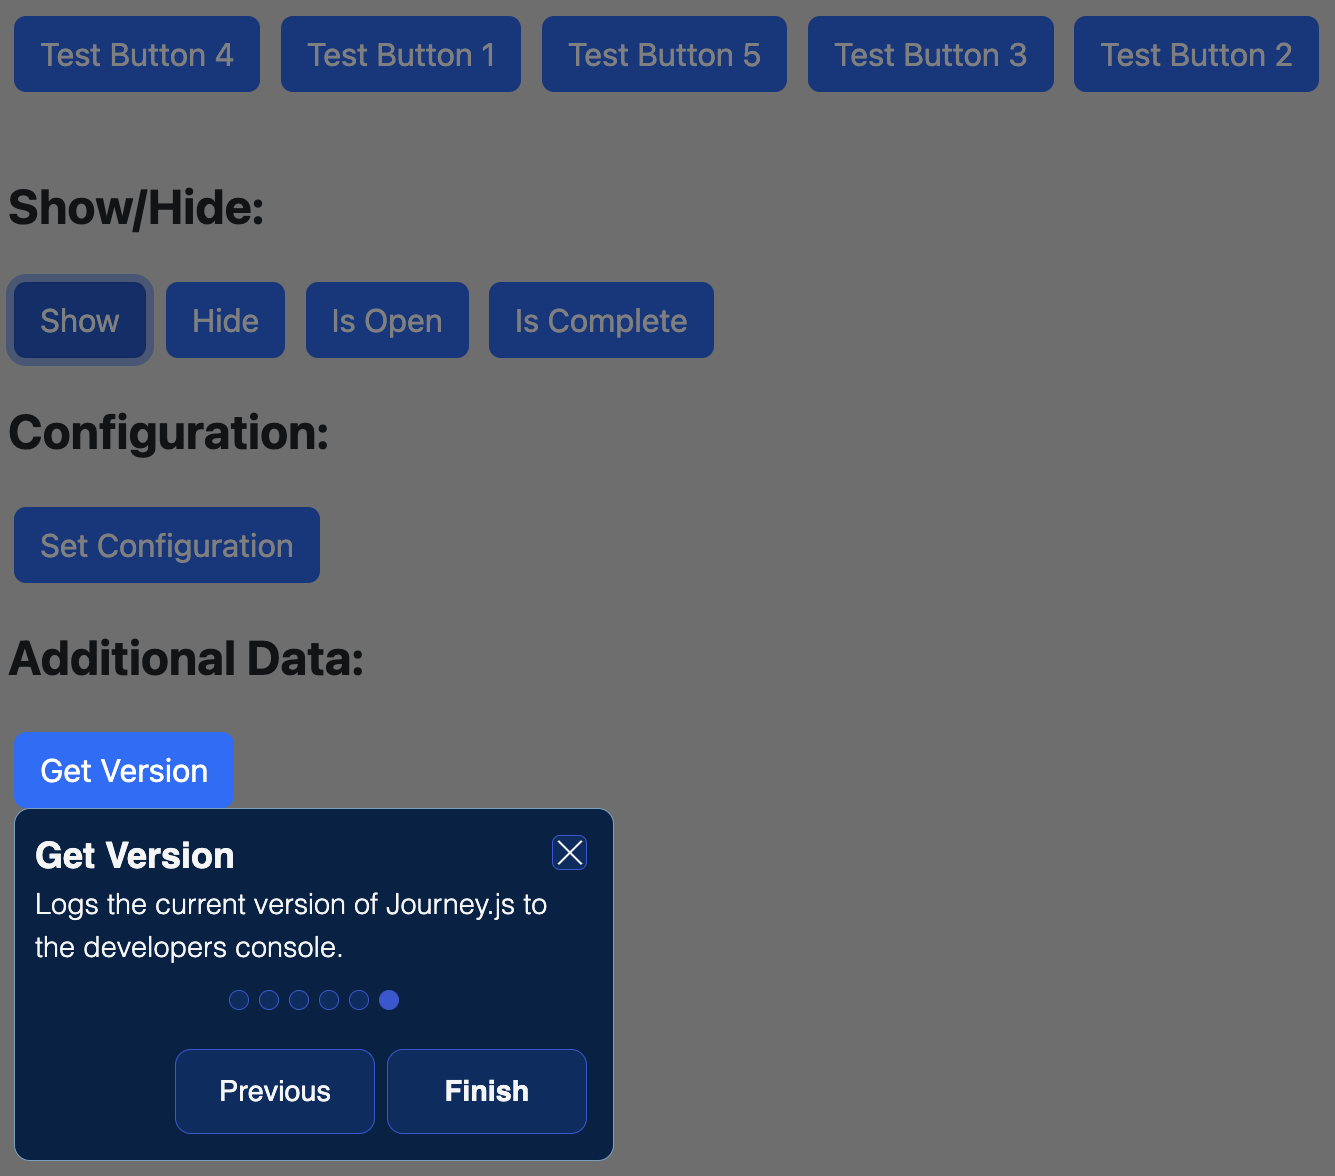 Test Button 4 Test Button 1 Test Button 5 Test Button 3 Test Button 2
Show/Hide:
Show Hide Is Open Is Complete
Configuration:
Set Configuration
Additional Data:
Get Version
Get Version
Logs the current version of Journey.js to
the developers console.
Previous Finish